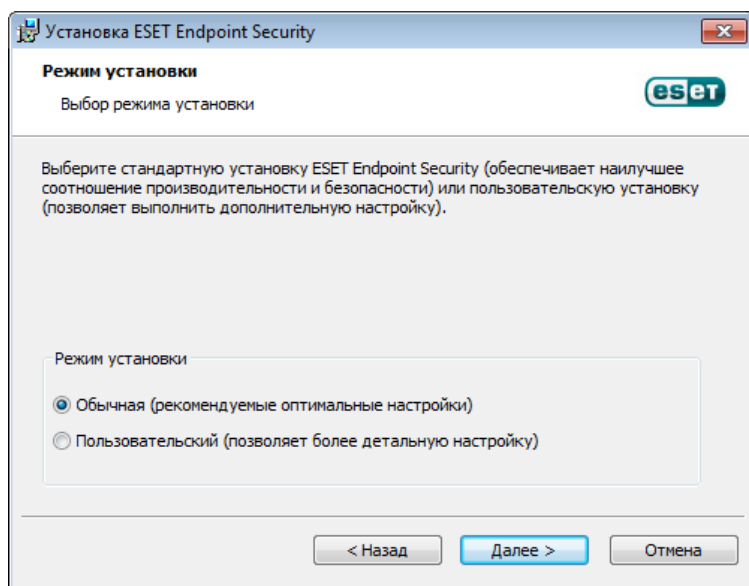 Установка ESET Endpoint Security
Режим установки
Выбор режима установки
eseT
Выберите стандартную установку ESET Endpoint Security (обеспечивает наилучшее
соотношение производительности и безопасности) или пользовательскую установку
(позволяет выполнить дополнительную настройку).
Режим установки
Обычная (рекомендуемые оптимальные настройки)
Пользовательский (позволяет более детальную настройку)
< Назад
Далее >
Отмена